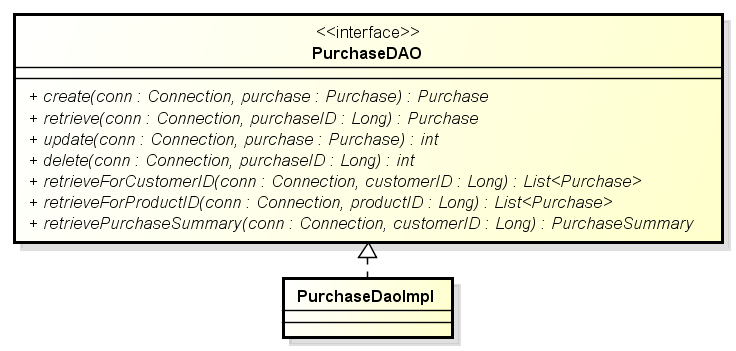 <<interface>>
PurchaseDAO
+ create(conn : Connection, purchase : Purchase) : Purchase
+ retrieve(conn : Connection, purchaseID : Long) : Purchase
+ update(conn : Connection, purchase : Purchase) : int
+ delete(conn : Connection, purchaseID : Long) : int
+ retrieveForCustomerID(conn : Connection, customerID : Long) : List<Purchase>
+ retrieveForProductID(conn : Connection, productID : Long) : List<Purchase>
+ retrievePurchaseSummary(conn : Connection, customerID : Long) : PurchaseSummary
PurchaseDaoImpl